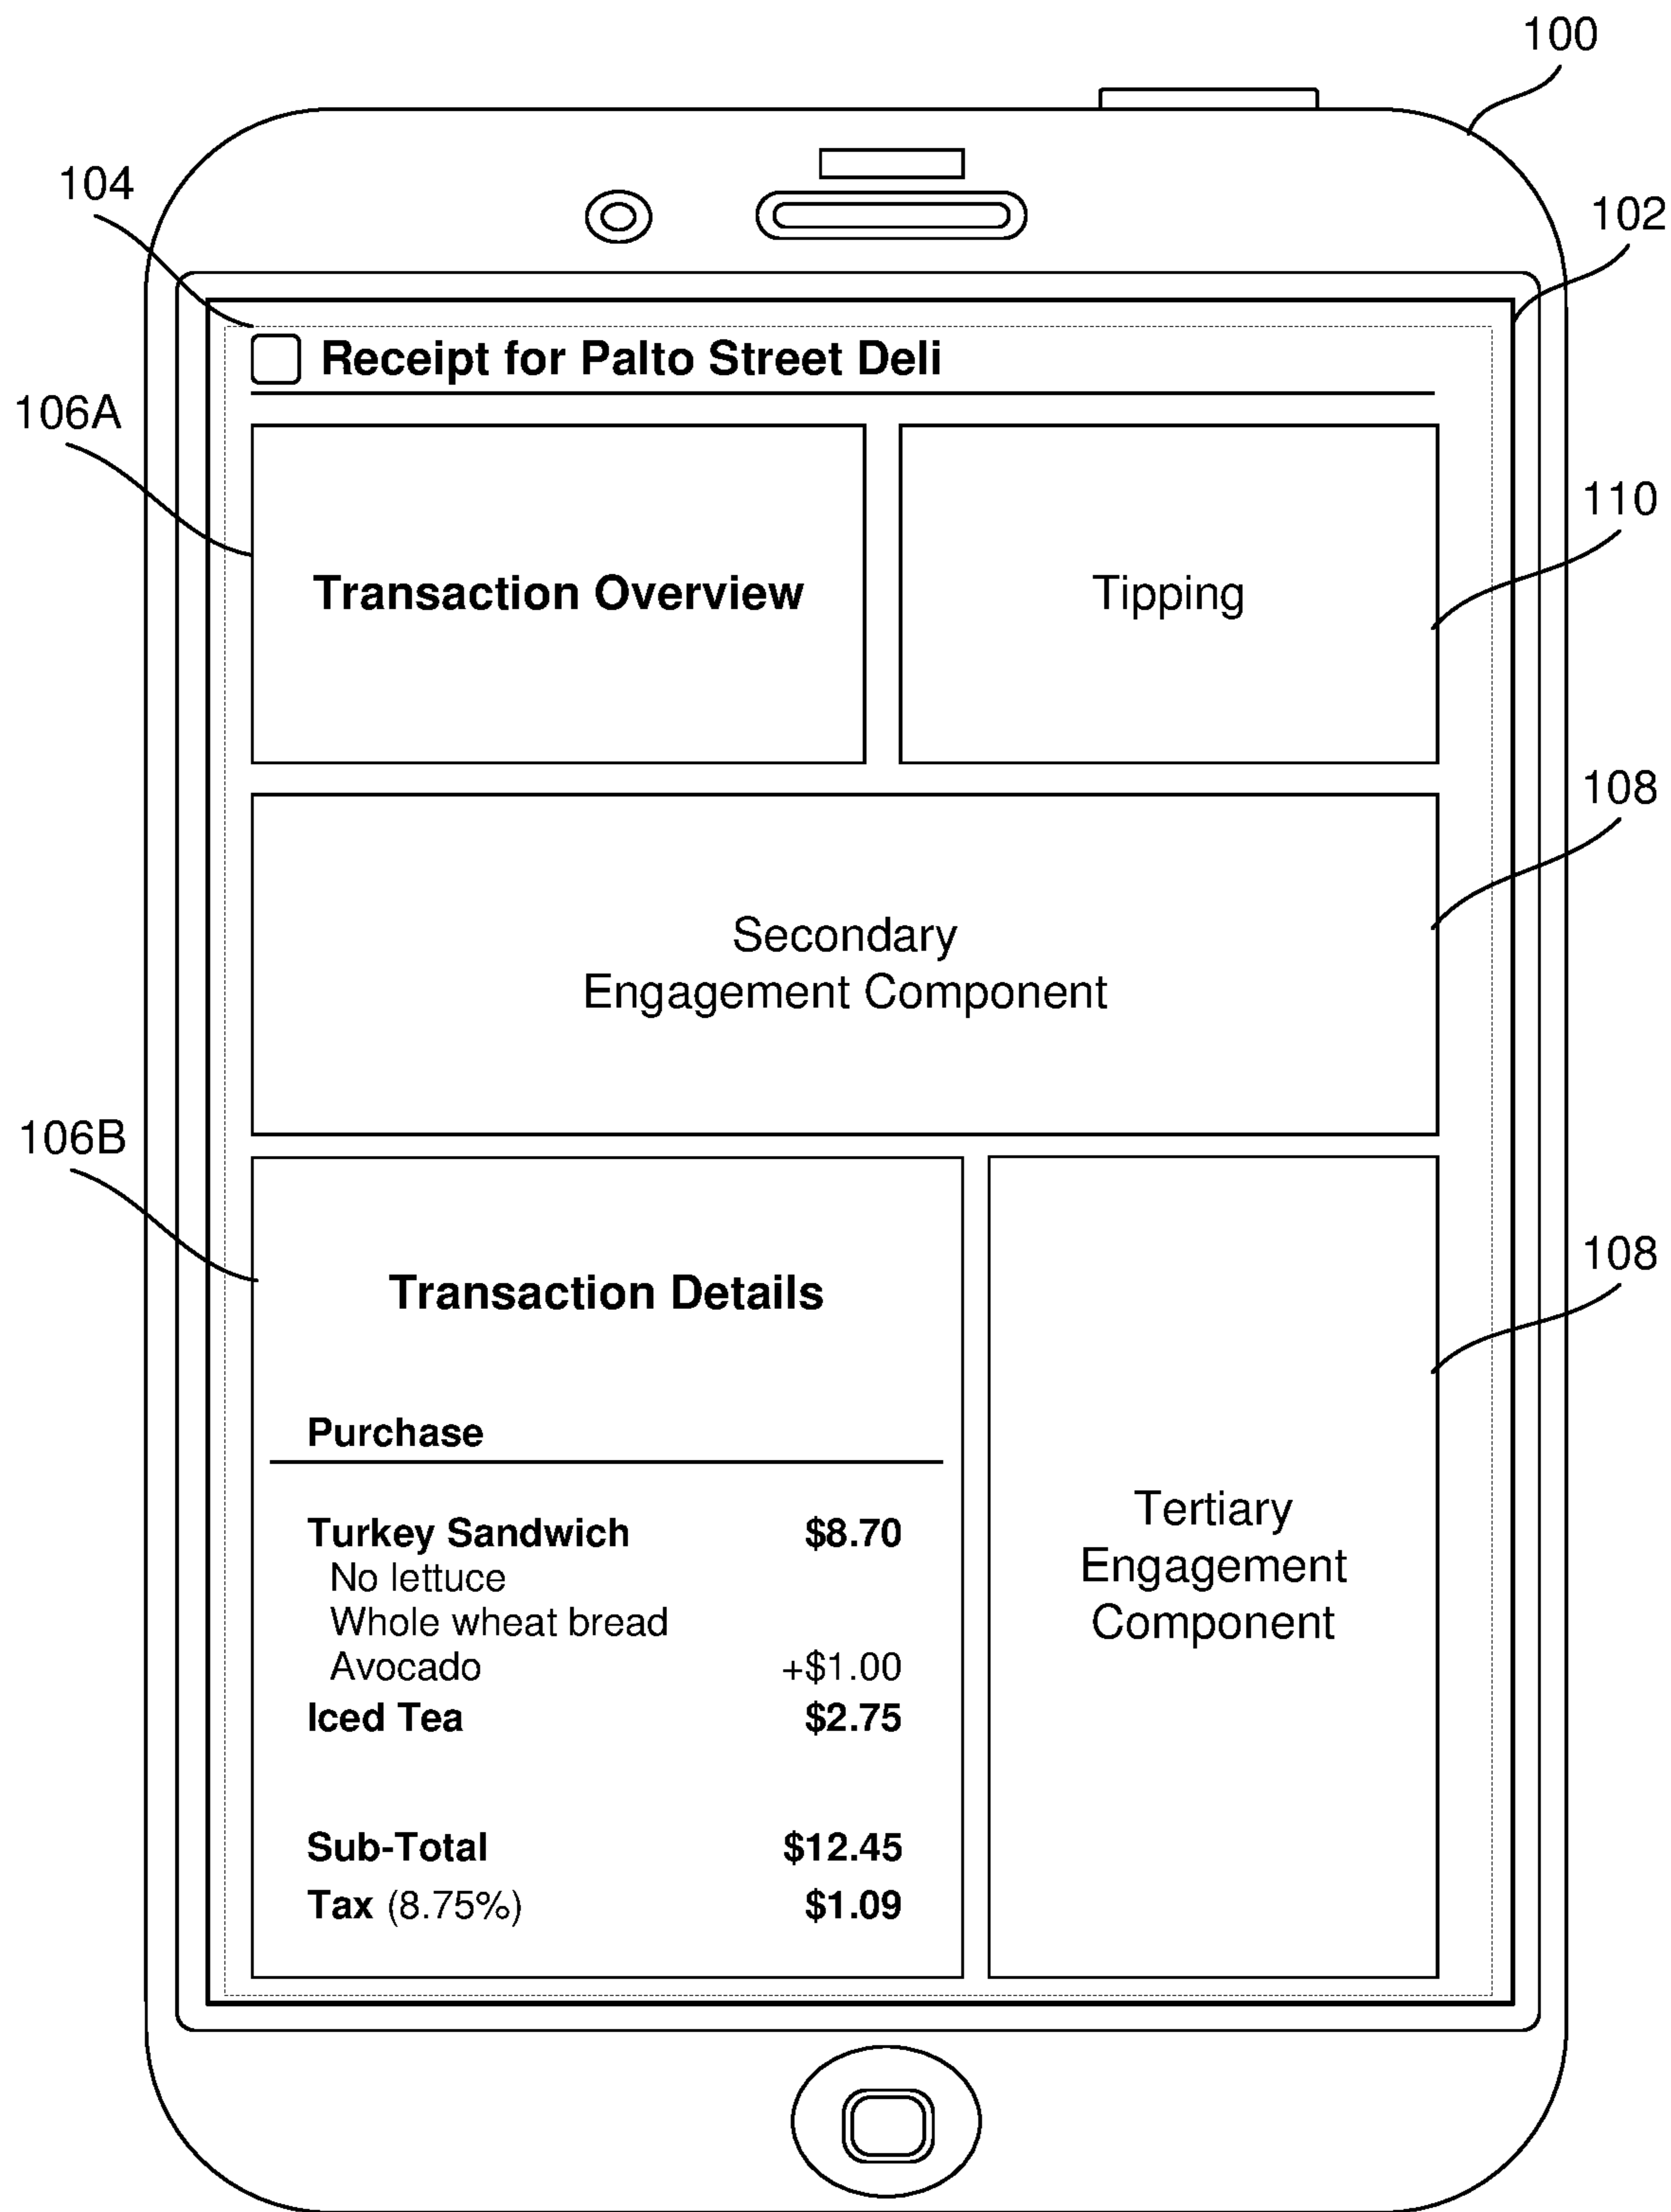 100
104
102
Receipt for Palto Street Deli
106A
110
Transaction Overview
Tipping
108
Secondary
Engagement Component
106B
108
Transaction Details
Purchase
Turkey Sandwich $8.70
No lettuce
Whole wheat bread
Avocado +$1.00
Iced Tea $2.75
Sub-Total $12.45
Tax (8.75%) $1.09
Tertiary
Engagement
Component